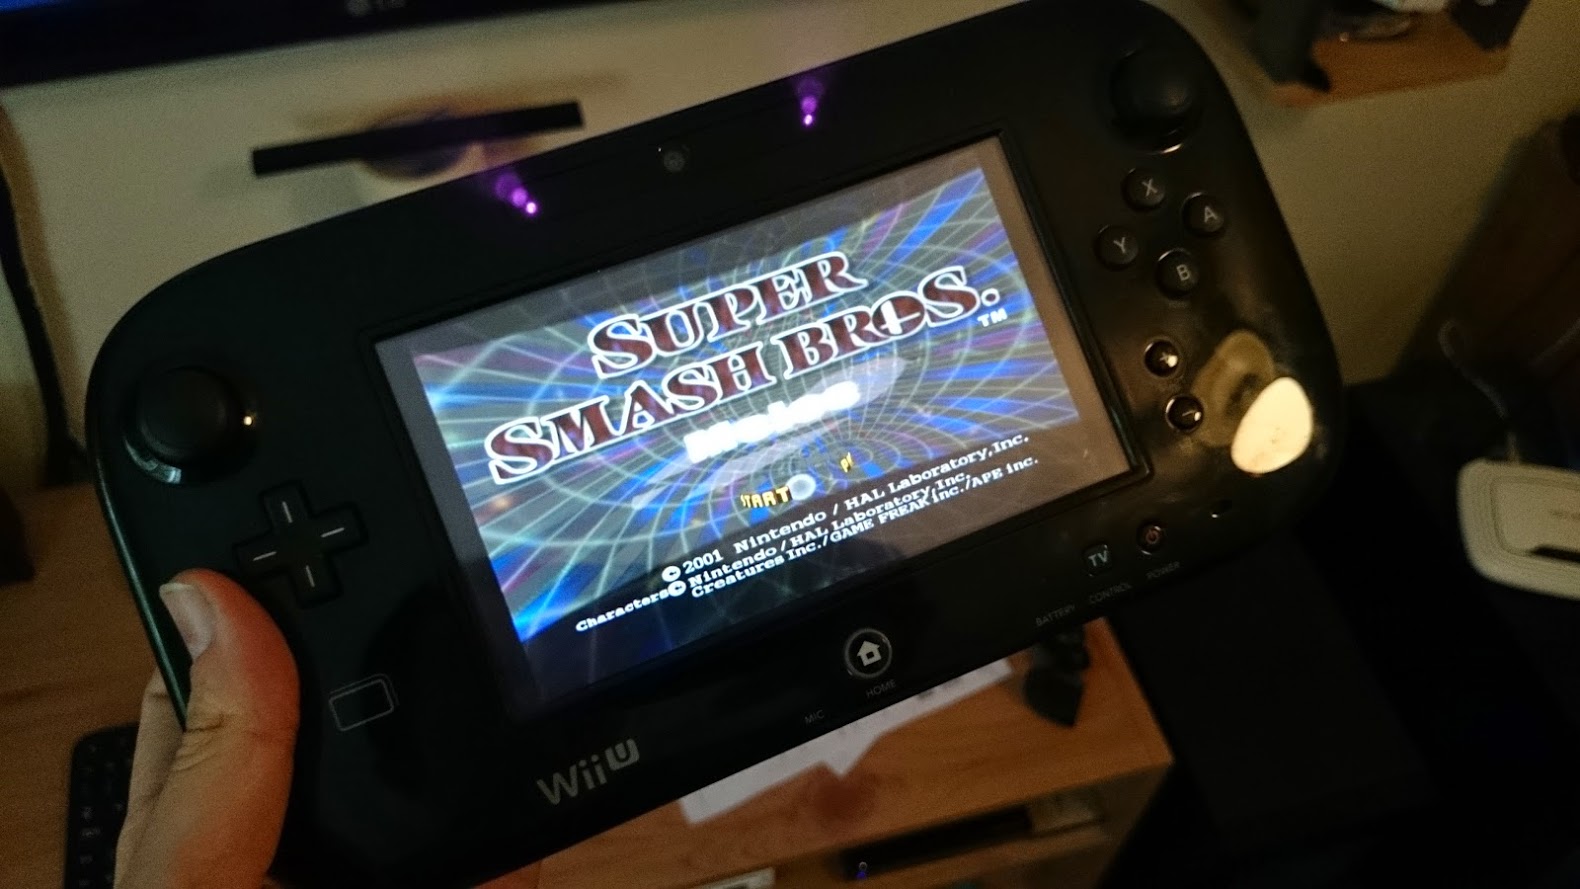 SUPER
SMASH BROS.
TM
Melee
START
© 2001 Nintendo / HAL Laboratory, Inc.
Characters © Nintendo / HAL Laboratory Inc. /
Creatures Inc. / GAME FREAK inc. / APE inc.
X
A
Y
B
+
-
TV
BATTERY
CONTROL
POWER
HOME
MIC
Wii U